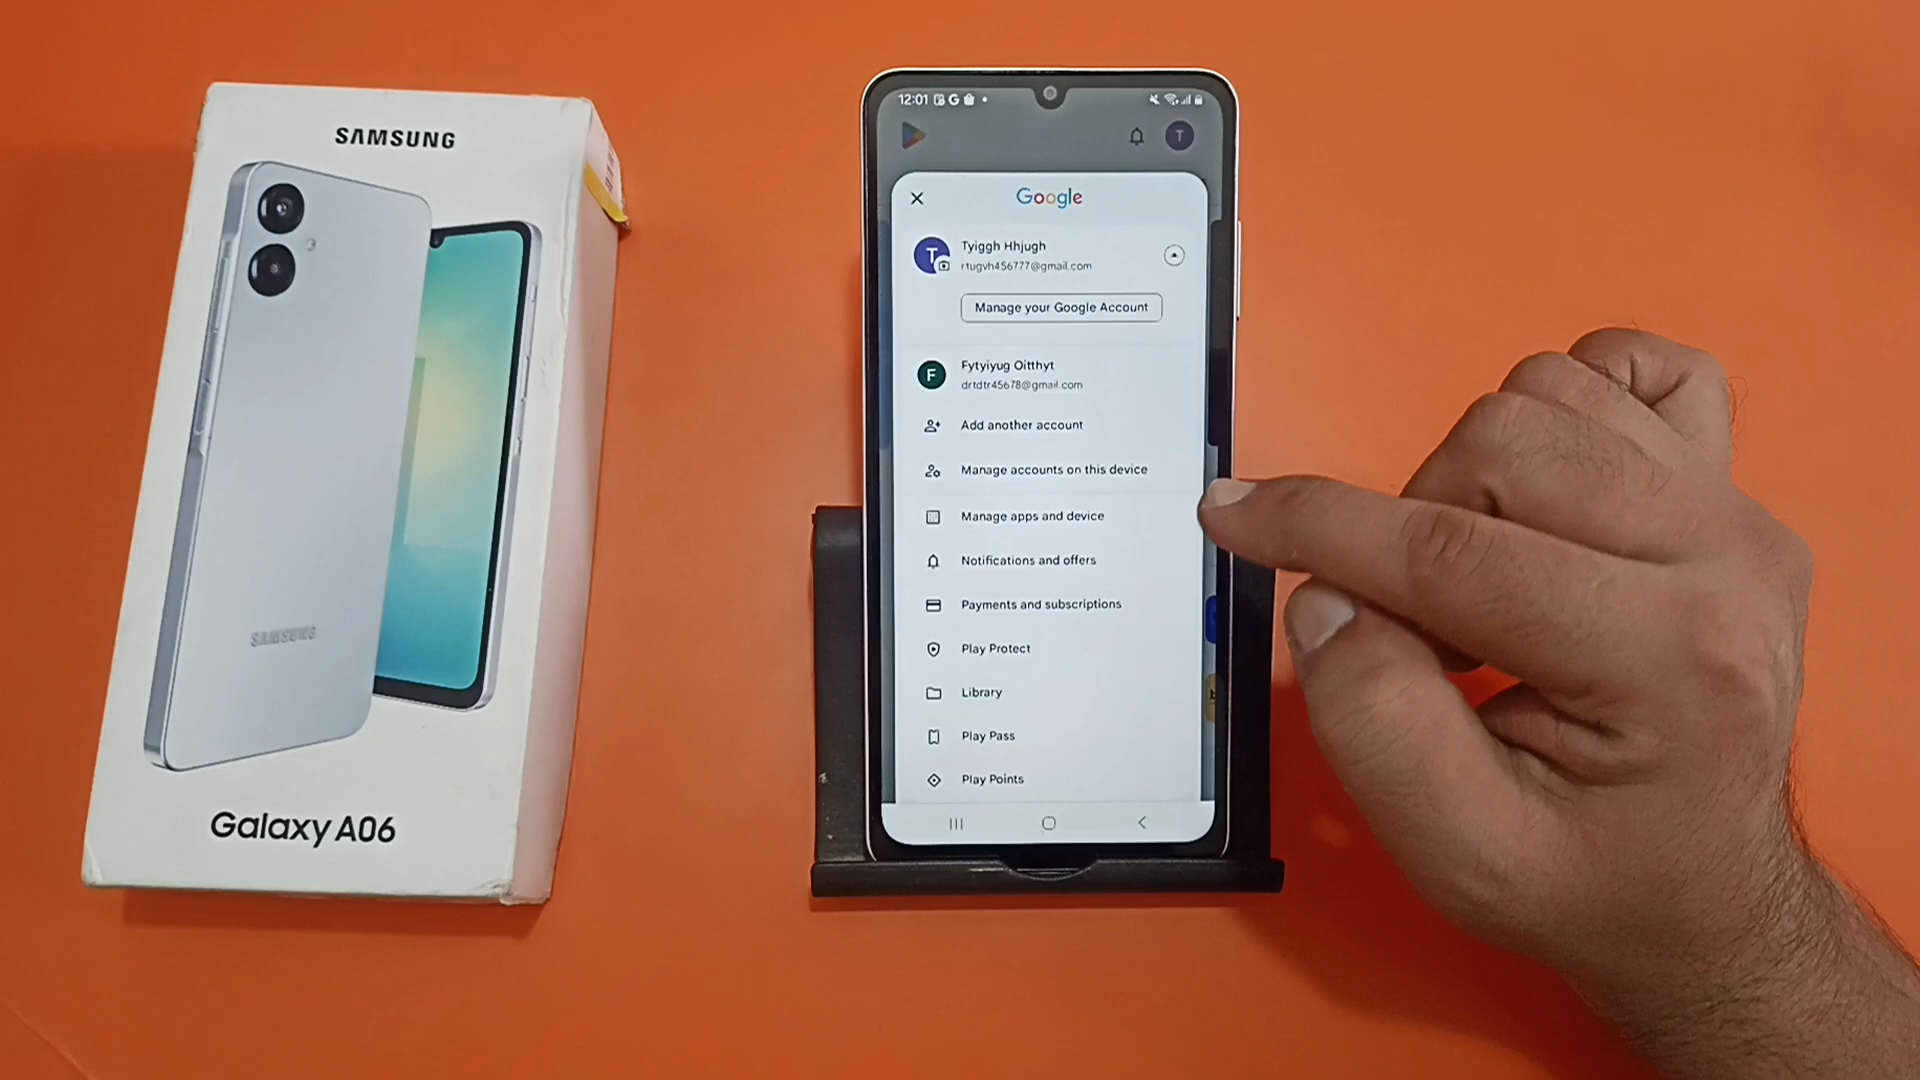 SAMSUNG
SAMSUNG
Galaxy A06
12:01
T
Google
T
Tyiggh Hhjugh
rtugvh456777@gmail.com
Manage your Google Account
F
Fytyiyug Oitthyt
drtdtr45678@gmail.com
Add another account
Manage accounts on this device
Manage apps and device
Notifications and offers
Payments and subscriptions
Play Protect
Library
Play Pass
Play Points